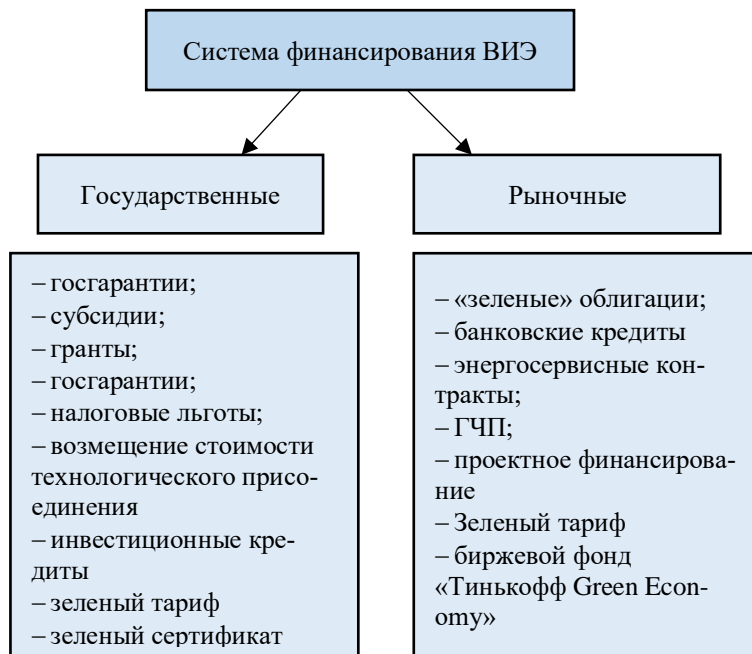 Система финансирования ВИЭ
Государственные
Рыночные
– госгарантии;
– субсидии;
– гранты;
– госгарантии;
– налоговые льготы;
– возмещение стоимости
технологического присо-
единения
– инвестиционные кре-
диты
– зеленый тариф
– зеленый сертификат
– «зеленые» облигации;
– банковские кредиты
– энергосервисные кон-
тракты;
– ГЧП;
– проектное финансирова-
ние
– Зеленый тариф
– биржевой фонд
«Тинькофф Green Econ-
omy»